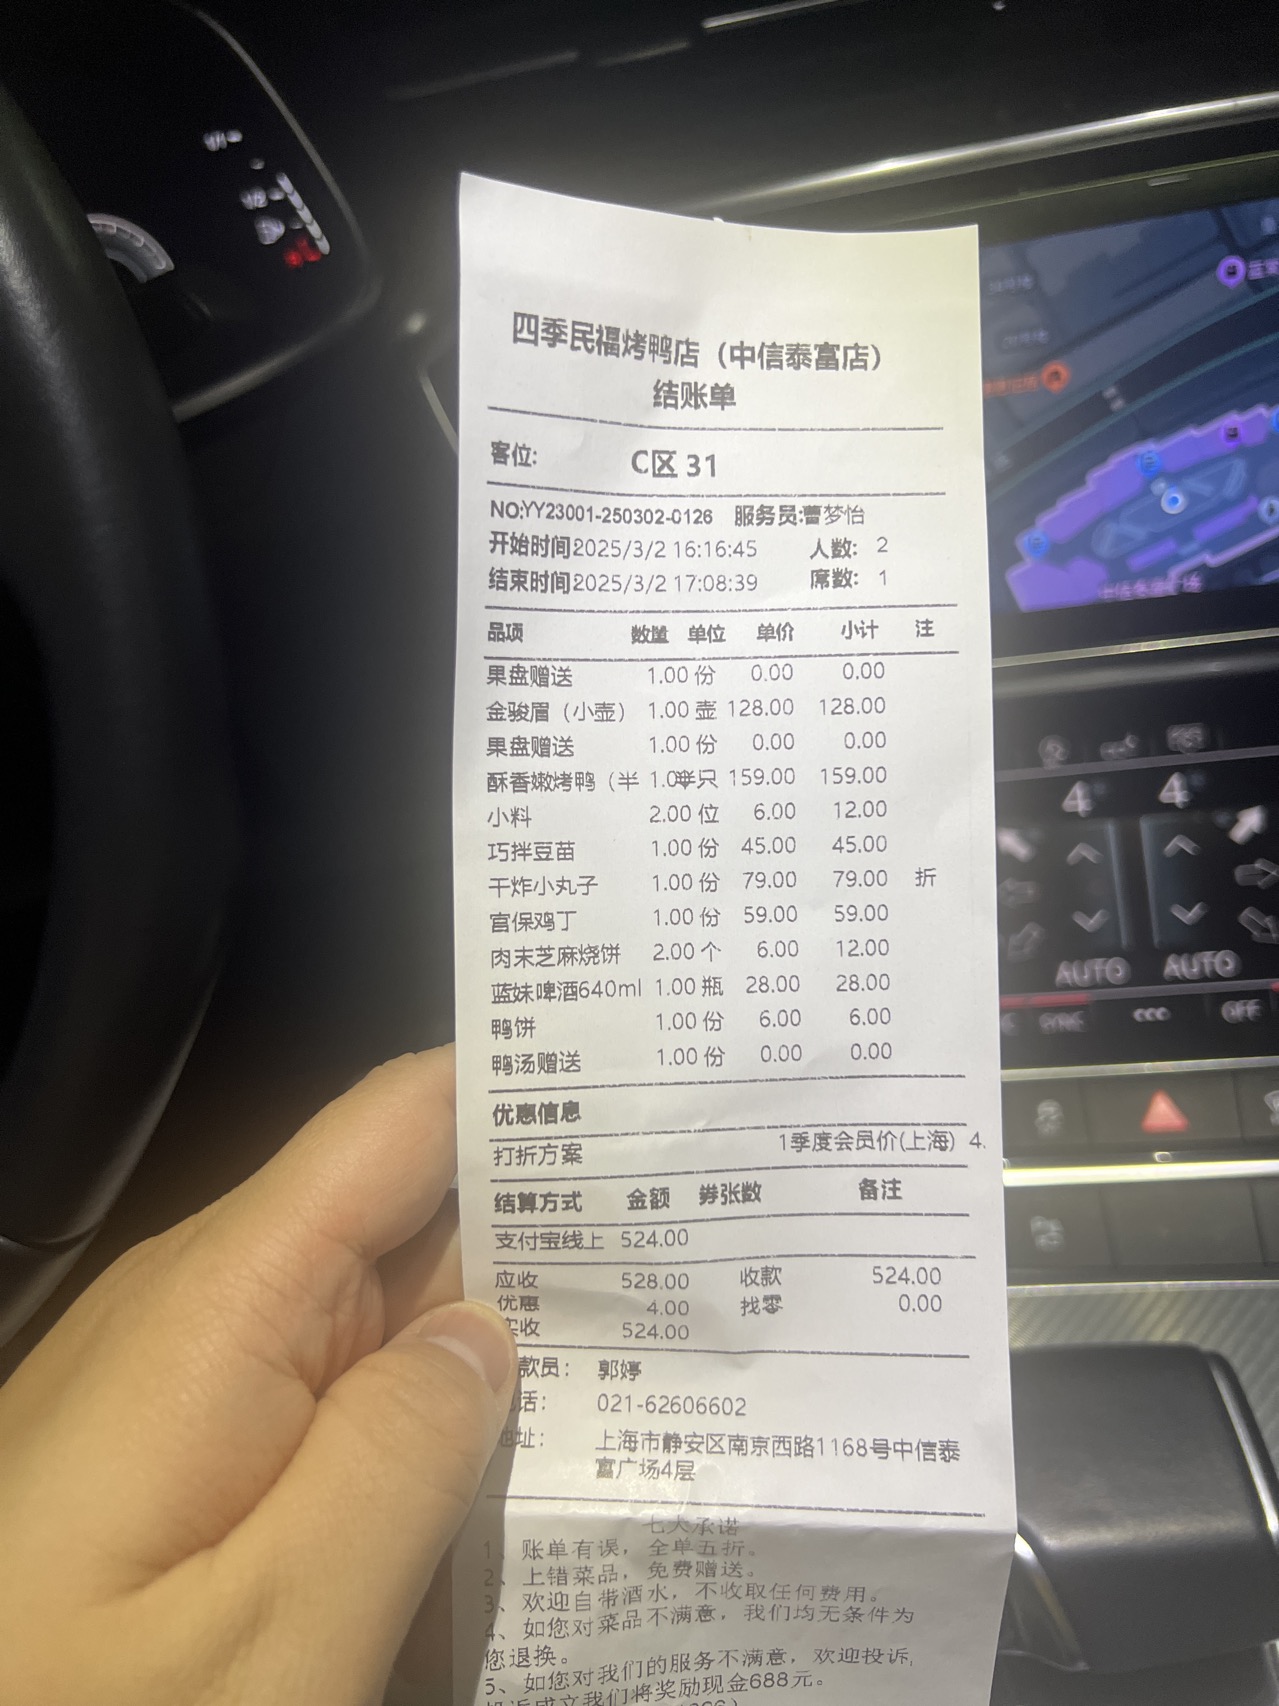 四季民福烤鸭店（中信泰富店）
结账单
客位: C区 31
NO:YY23001-250302-0126 服务员:曹梦怡
开始时间2025/3/2 16:16:45 人数: 2
结束时间2025/3/2 17:08:39 席数: 1
品项 数量 单位 单价 小计 注
果盘赠送 1.00 份 0.00 0.00
金骏眉（小壶） 1.00 壶 128.00 128.00
果盘赠送 1.00 份 0.00 0.00
酥香嫩烤鸭（半 1.0半只 159.00 159.00
小料 2.00 位 6.00 12.00
巧拌豆苗 1.00 份 45.00 45.00
干炸小丸子 1.00 份 79.00 79.00 折
宫保鸡丁 1.00 份 59.00 59.00
肉末芝麻烧饼 2.00 个 6.00 12.00
蓝妹啤酒640ml 1.00 瓶 28.00 28.00
鸭饼 1.00 份 6.00 6.00
鸭汤赠送 1.00 份 0.00 0.00
优惠信息
打折方案 1季度会员价(上海) 4.
结算方式 金额 券张数 备注
支付宝线上 524.00
应收 528.00 收款 524.00
优惠 4.00 找零 0.00
实收 524.00
款员: 郭婷
话: 021-62606602
地址: 上海市静安区南京西路1168号中信泰
富广场4层
七大承诺
1、账单有误，全单五折。
2、上错菜品，免费赠送。
3、欢迎自带酒水，不收取任何费用。
4、如您对菜品不满意，我们均无条件为
您退换。
5、如您对我们的服务不满意，欢迎投诉,
投诉成立我们将奖励现金688元。
4° 4°
AUTO AUTO
SYNC OFF